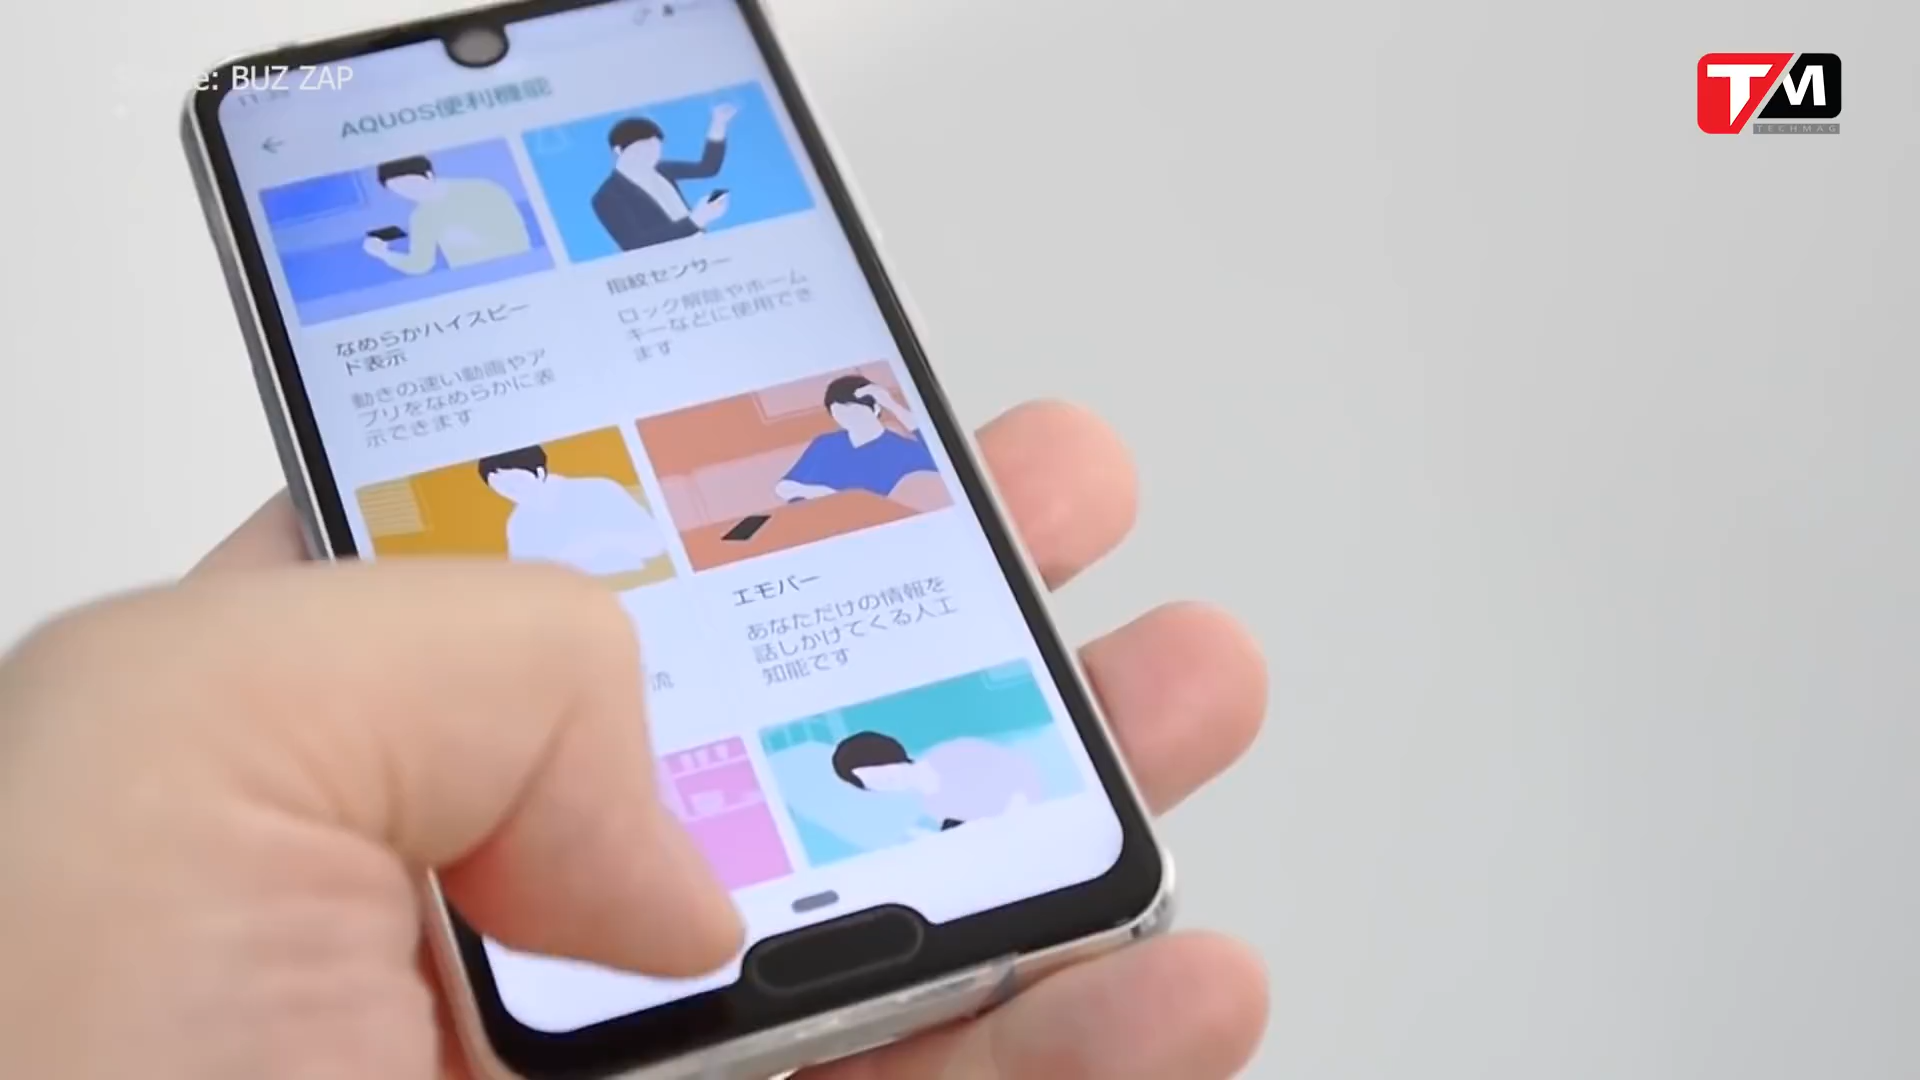 Source: BUZ ZAP
TM
TECHMAG
11:38
AQUOS便利機能
なめらかハイスピー
ド表示
動きの速い動画やア
プリをなめらかに表
示できます
指紋センサー
ロック解除やホーム
キーなどに使用でき
ます
流
エモパー
あなただけの情報を
話しかけてくる人工
知能です